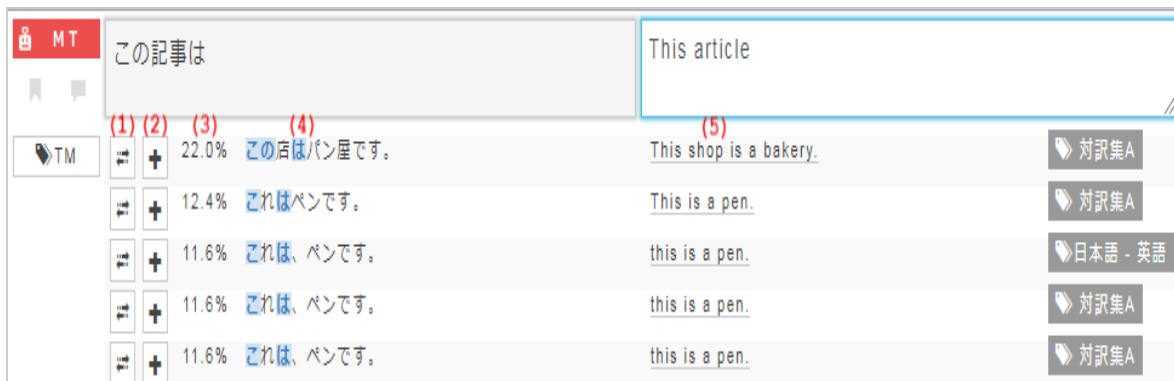 MT この記事は This article
(1) (2) (3) (4) (5)
TM 22.0% この店はパン屋です。 This shop is a bakery. 対訳集A
12.4% これはペンです。 This is a pen. 対訳集A
11.6% これは、ペンです。 this is a pen. 日本語 - 英語
11.6% これは、ペンです。 this is a pen. 対訳集A
11.6% これは、ペンです。 this is a pen. 対訳集A